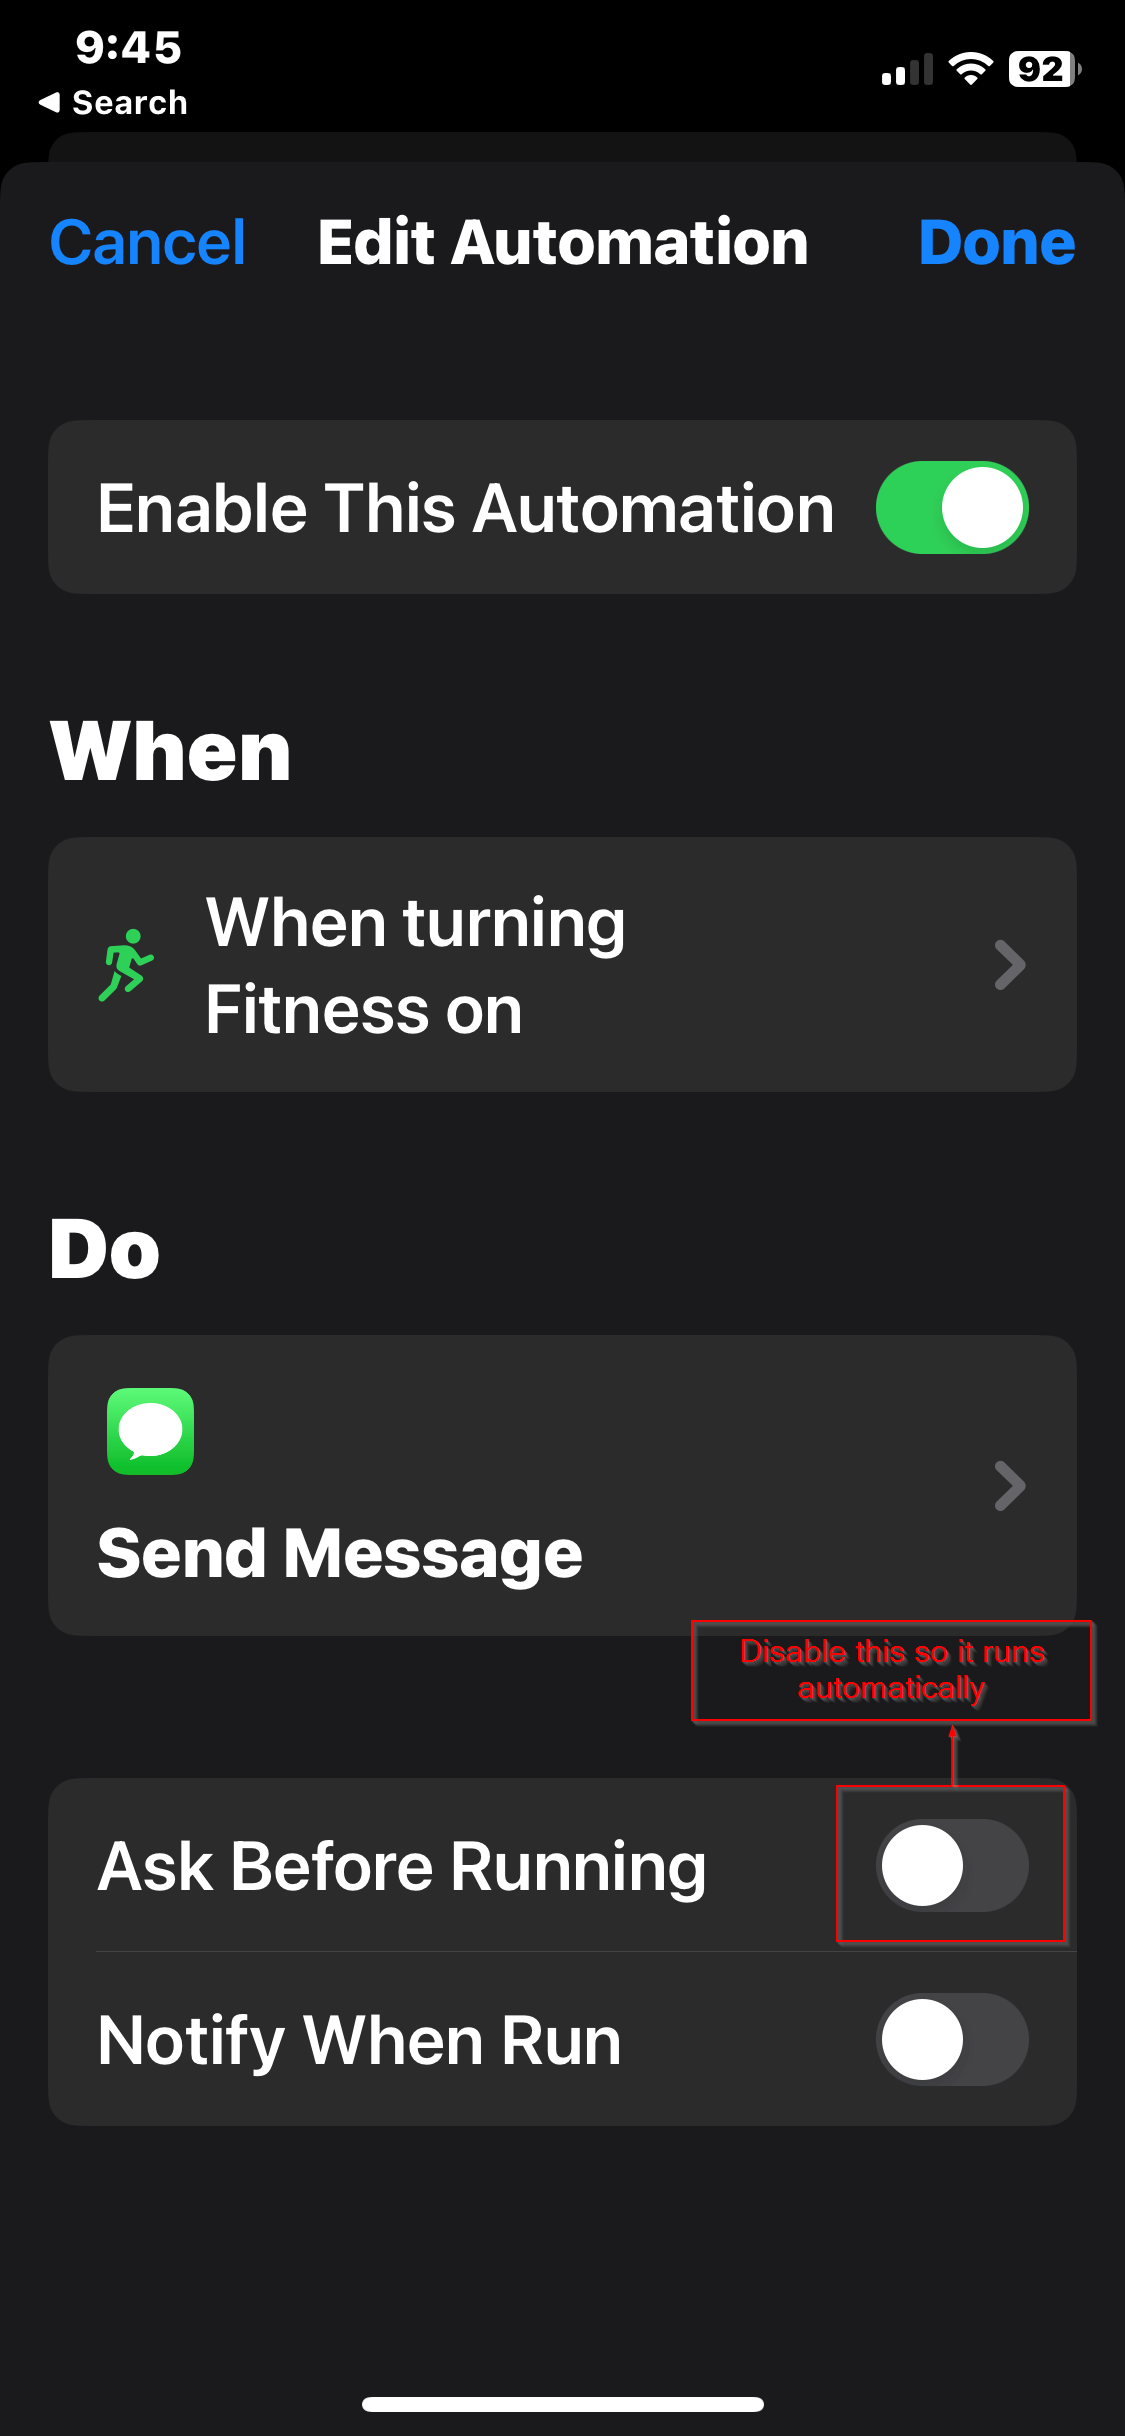 9:45
92
Search
Cancel
Edit Automation
Done
Enable This Automation
When
When turning
Fitness on
Do
Send Message
Disable this so it runs
automatically
Ask Before Running
Notify When Run